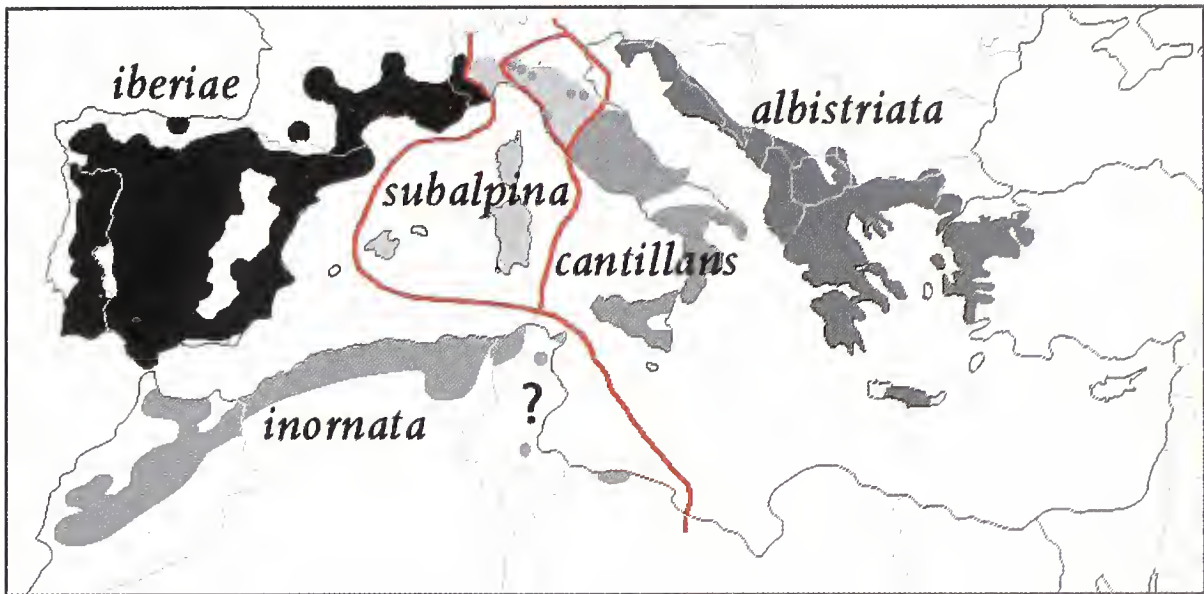 iberiae
albistriata
subalpina
cantillans
?
inornata